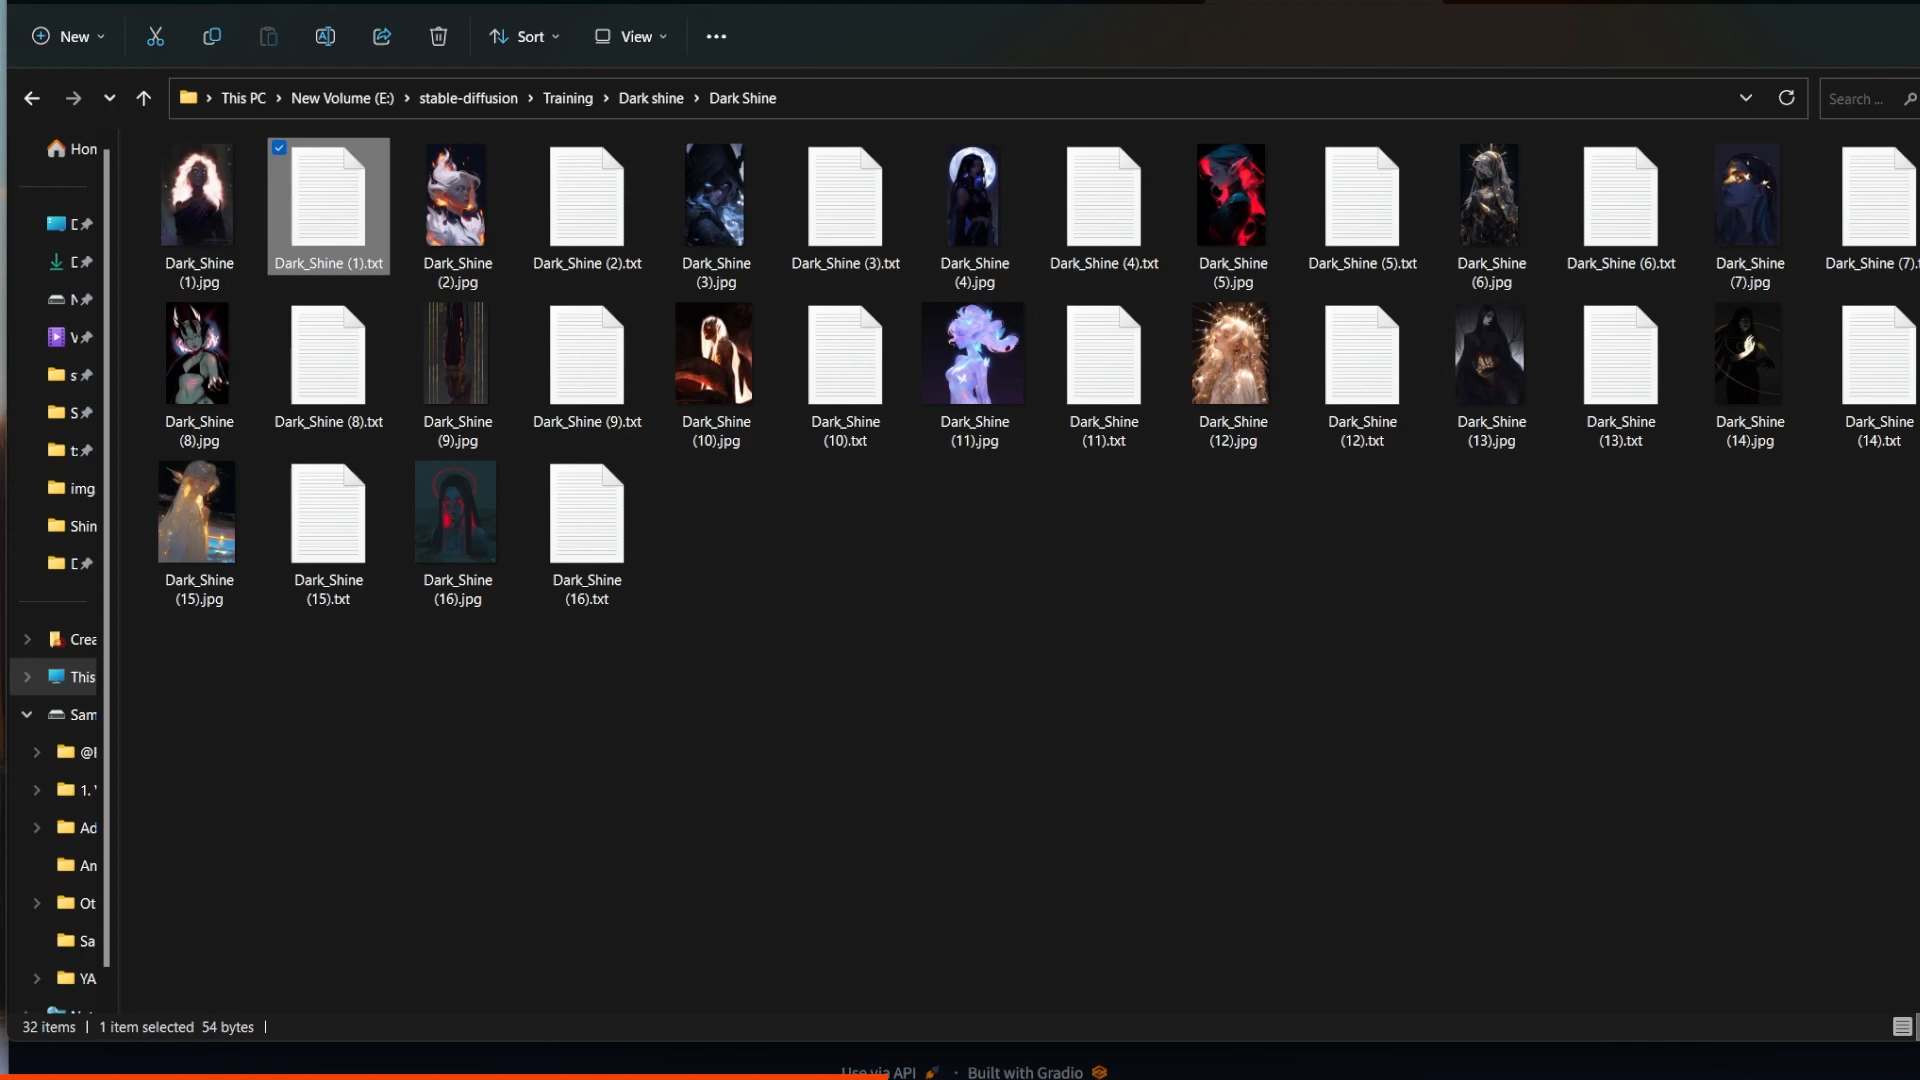 New
Sort
View
This PC
New Volume (E:)
stable-diffusion
Training
Dark shine
Dark Shine
Search ...
Dark_Shine (1).jpg
Dark_Shine (1).txt
Dark_Shine (2).jpg
Dark_Shine (2).txt
Dark_Shine (3).jpg
Dark_Shine (3).txt
Dark_Shine (4).jpg
Dark_Shine (4).txt
Dark_Shine (5).jpg
Dark_Shine (5).txt
Dark_Shine (6).jpg
Dark_Shine (6).txt
Dark_Shine (7).jpg
Dark_Shine (7).t
Dark_Shine (8).jpg
Dark_Shine (8).txt
Dark_Shine (9).jpg
Dark_Shine (9).txt
Dark_Shine (10).jpg
Dark_Shine (10).txt
Dark_Shine (11).jpg
Dark_Shine (11).txt
Dark_Shine (12).jpg
Dark_Shine (12).txt
Dark_Shine (13).jpg
Dark_Shine (13).txt
Dark_Shine (14).jpg
Dark_Shine (14).txt
Dark_Shine (15).jpg
Dark_Shine (15).txt
Dark_Shine (16).jpg
Dark_Shine (16).txt
Hon
s
S
img
Shin
Crea
This
Sam
1.
Ad
An
Ot
Sa
YA
32 items
1 item selected 54 bytes
Use via API · Built with Gradio